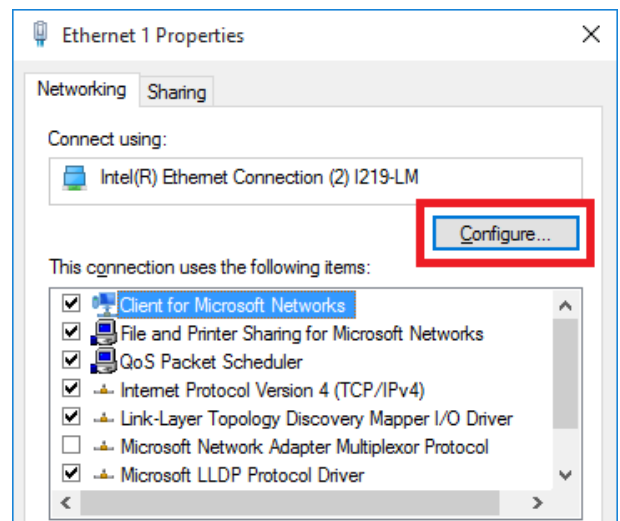 Ethernet 1 Properties
Networking
Sharing
Connect using:
Intel(R) Ethernet Connection (2) I219-LM
Configure...
This connection uses the following items:
Client for Microsoft Networks
File and Printer Sharing for Microsoft Networks
QoS Packet Scheduler
Internet Protocol Version 4 (TCP/IPv4)
Link-Layer Topology Discovery Mapper I/O Driver
Microsoft Network Adapter Multiplexor Protocol
Microsoft LLDP Protocol Driver